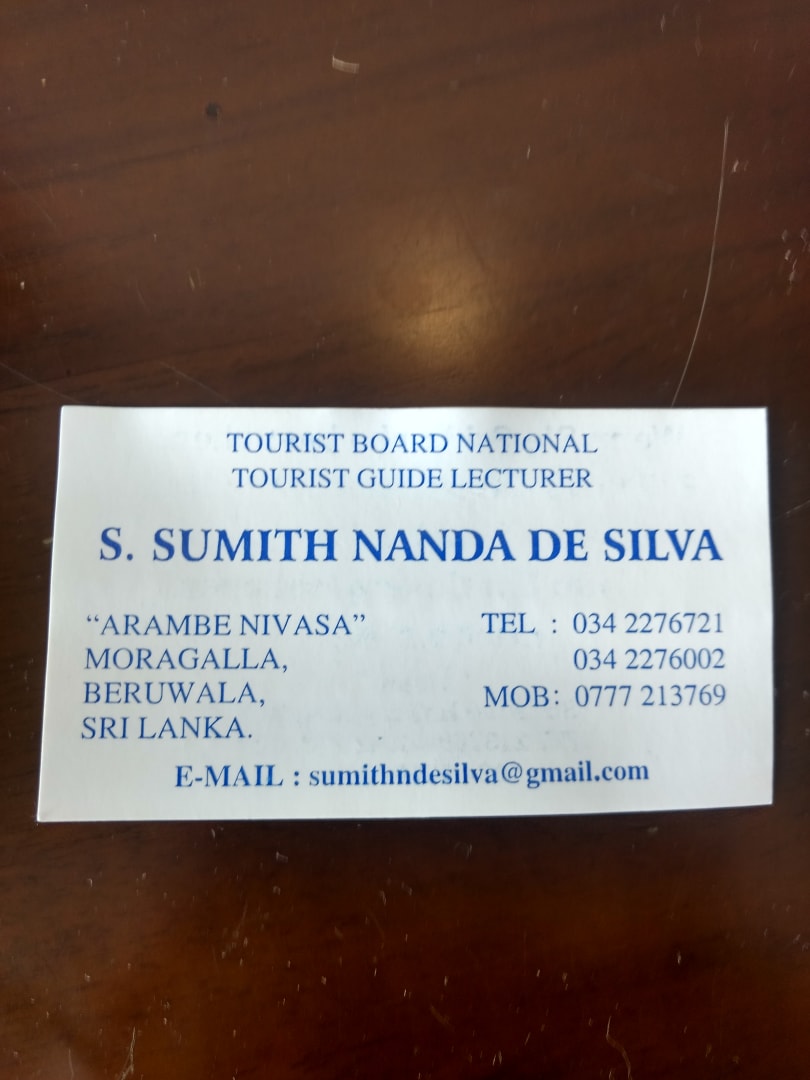 TOURIST BOARD NATIONAL
TOURIST GUIDE LECTURER
S. SUMITH NANDA DE SILVA
“ARAMBE NIVASA”
MORAGALLA,
BERUWALA,
SRI LANKA.
TEL : 034 2276721
034 2276002
MOB: 0777 213769
E-MAIL : sumithndesilva@gmail.com